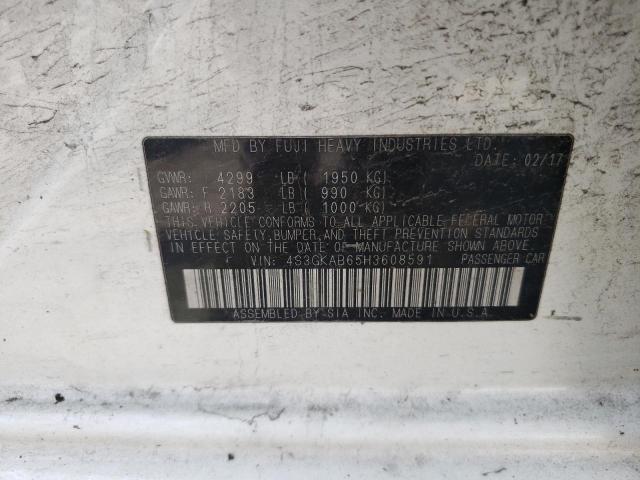 MFD BY FUJI HEAVY INDUSTRIES LTD.
DATE: 02/17
GVWR: 4299 LB( 1950 KG)
GAWR: F 2183 LB( 990 KG)
GAWR: R 2205 LB( 1000 KG)
THIS VEHICLE CONFORMS TO ALL APPLICABLE FEDERAL MOTOR
VEHICLE SAFETY, BUMPER, AND THEFT PREVENTION STANDARDS
IN EFFECT ON THE DATE OF MANUFACTURE SHOWN ABOVE.
VIN: 4S3GKAB65H3608591 PASSENGER CAR
ASSEMBLED BY SIA INC. MADE IN U.S.A.